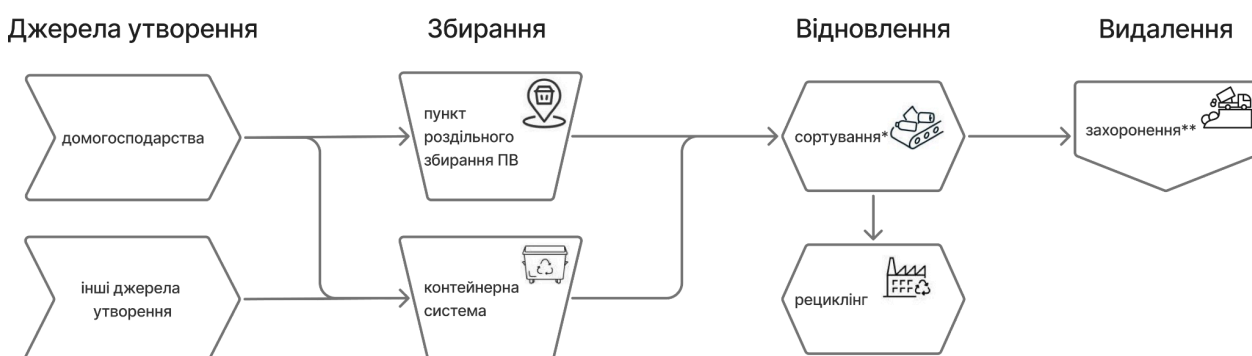 Джерела утворення
Збирання
Відновлення
Видалення
домогосподарства
пункт
роздільного
збирання ПВ
сортування*
захоронення**
інші джерела
утворення
контейнерна
система
рециклінг